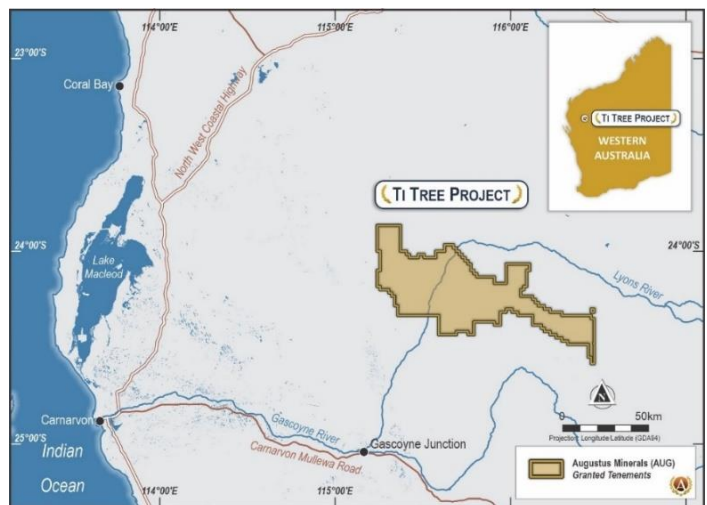 114°00'E
115°00'E
116°00'E
23°00'S
Coral Bay
North West Coastal Highway
TI TREE PROJECT
WESTERN
AUSTRALIA
TI TREE PROJECT
24°00'S
24°00'S
Lake
Macleod
Lyons River
Carnarvon
Gascoyne River
Carnarvon Mullewa Road
Gascoyne Junction
25°00'S
Indian
Ocean
0
50km
Projection: Longitude/Latitude (GDA94)
Augustus Minerals (AUG)
Granted Tenements
114°00'E
115°00'E
116°00'E